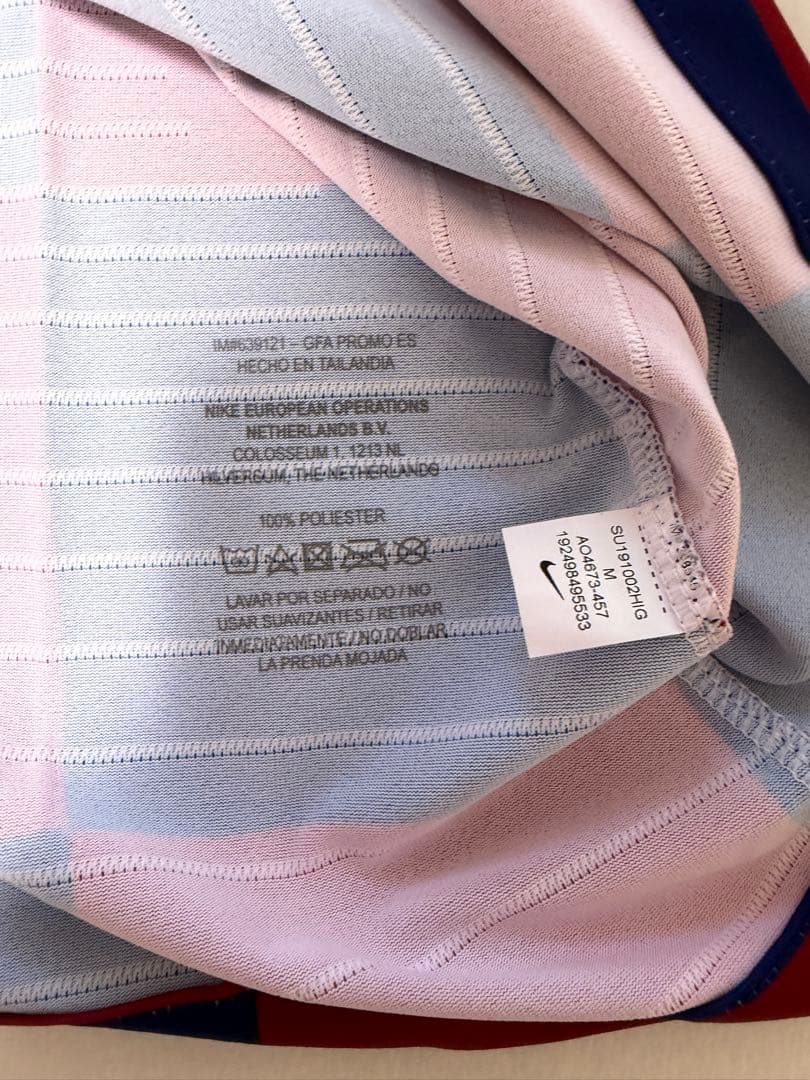 IM#639121 - GFA PROMO ES
HECHO EN TAILANDIA
NIKE EUROPEAN OPERATIONS
NETHERLANDS B.V.
COLOSSEUM 1, 1213 NL
HILVERSUM, THE NETHERLANDS
100% POLIESTER
LAVAR POR SEPARADO / NO
USAR SUAVIZANTES / RETIRAR
INMEDIATAMENTE / NO DOBLAR
LA PRENDA MOJADA
SU191002HIG
M
AO4673-457
192498495533